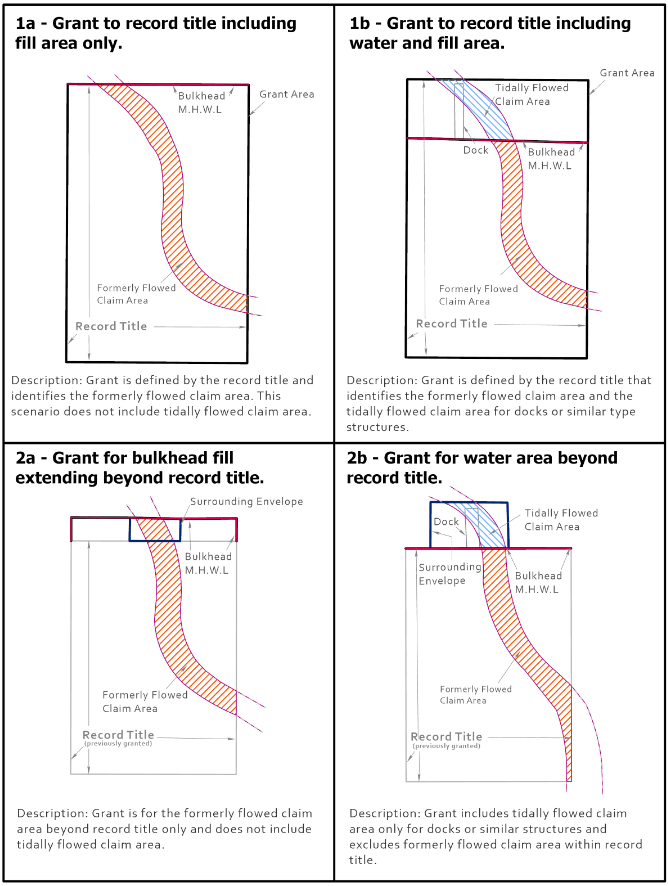 1a - Grant to record title including
fill area only.
Bulkhead
M.H.W.L
Grant Area
Formerly Flowed
Claim Area
Record Title
Description: Grant is defined by the record title and
identifies the formerly flowed claim area. This
scenario does not include tidally flowed claim area.
1b - Grant to record title including
water and fill area.
Grant Area
Tidally Flowed
Claim Area
Dock
Bulkhead
M.H.W.L
Formerly Flowed
Claim Area
Record Title
Description: Grant is defined by the record title that
identifies the formerly flowed claim area and the
tidally flowed claim area for docks or similar type
structures.
2a - Grant for bulkhead fill
extending beyond record title.
Surrounding Envelope
Bulkhead
M.H.W.L
Formerly Flowed
Claim Area
Record Title
(previously granted)
Description: Grant is for the formerly flowed claim
area beyond record title only and does not include
tidally flowed claim area.
2b - Grant for water area beyond
record title.
Dock
Tidally Flowed
Claim Area
Surrounding
Envelope
Bulkhead
M.H.W.L
Formerly Flowed
Claim Area
Record Title
(previously granted)
Description: Grant includes tidally flowed claim
area only for docks or similar structures and
excludes formerly flowed claim area within record
title.